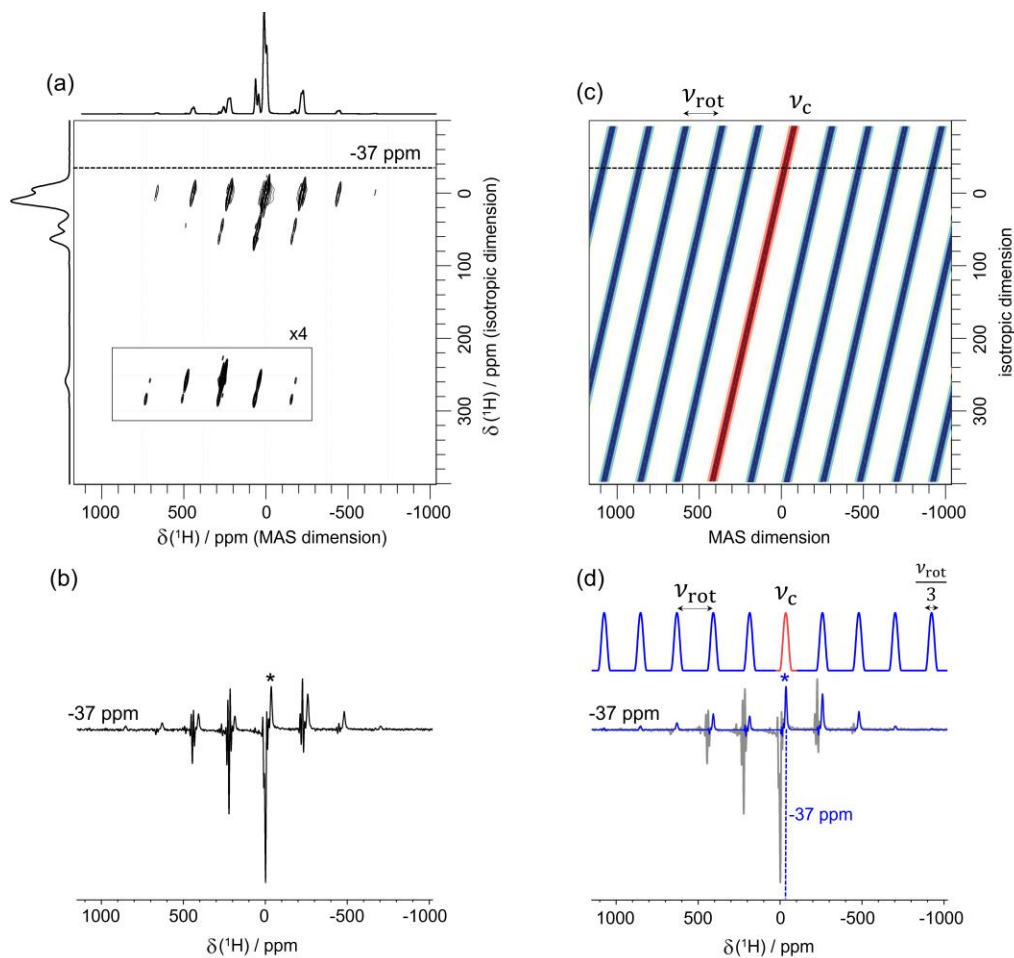 (a)
-37 ppm
0
100
200
300
x4
δ(¹H) / ppm (isotropic dimension)
1000 500 0 -500 -1000
δ(¹H) / ppm (MAS dimension)
(c)
ν_rot ν_c
0
100
200
300
isotropic dimension
1000 500 0 -500 -1000
MAS dimension
(b)
*
-37 ppm
1000 500 0 -500 -1000
δ(¹H) / ppm
(d)
ν_rot ν_c ν_rot/3
*
-37 ppm
-37 ppm
1000 500 0 -500 -1000
δ(¹H) / ppm